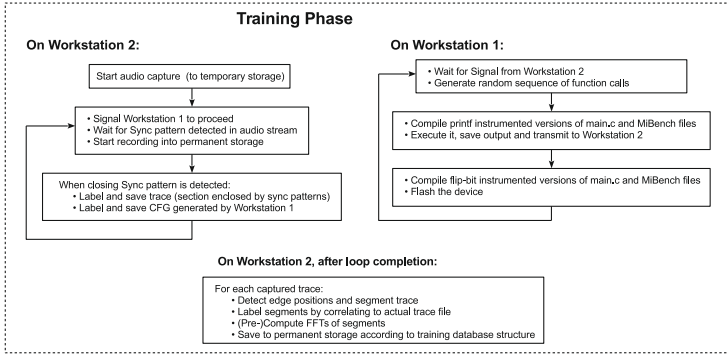 Training Phase
On Workstation 2:
Start audio capture (to temporary storage)
• Signal Workstation 1 to proceed
• Wait for Sync pattern detected in audio stream
• Start recording into permanent storage
When closing Sync pattern is detected:
• Label and save trace (section enclosed by sync patterns)
• Label and save CFG generated by Workstation 1
On Workstation 1:
• Wait for Signal from Workstation 2
• Generate random sequence of function calls
• Compile printf instrumented versions of main.c and MiBench files
• Execute it, save output and transmit to Workstation 2
• Compile flip-bit instrumented versions of main.c and MiBench files
• Flash the device
On Workstation 2, after loop completion:
For each captured trace:
• Detect edge positions and segment trace
• Label segments by correlating to actual trace file
• (Pre-)Compute FFTs of segments
• Save to permanent storage according to training database structure